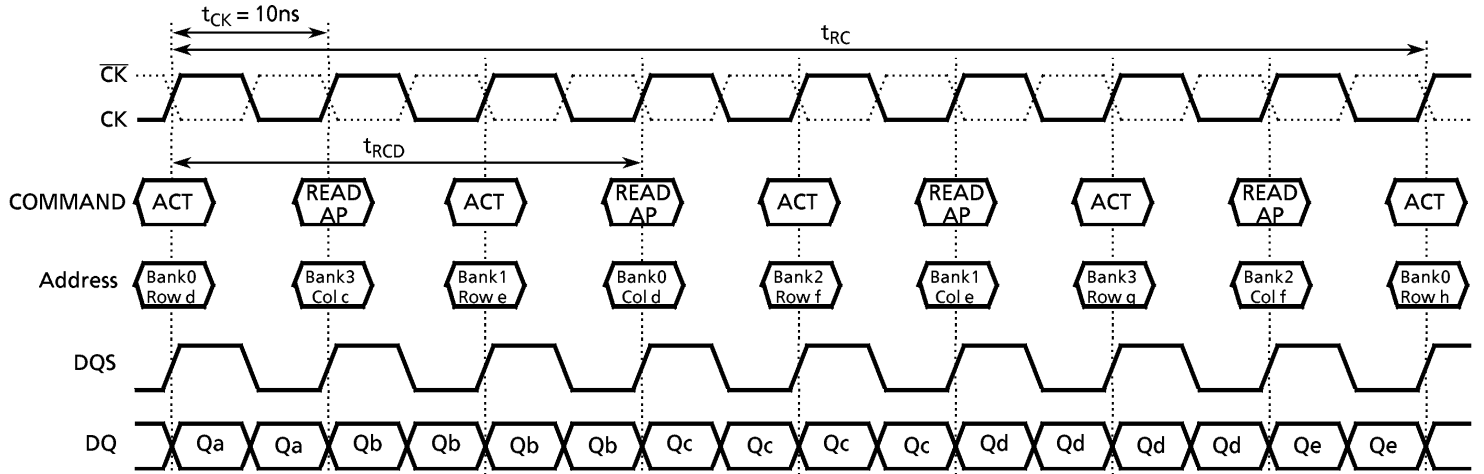 tCK = 10ns
tRC
CK
CK
tRCD
COMMAND ACT READ AP ACT READ AP ACT READ AP ACT READ AP ACT
Address Bank0 Row d Bank3 Col c Bank1 Row e Bank0 Col d Bank2 Row f Bank1 Col e Bank3 Row g Bank2 Col f Bank0 Row h
DQS
DQ Qa Qa Qb Qb Qb Qb Qc Qc Qc Qc Qd Qd Qd Qd Qe Qe